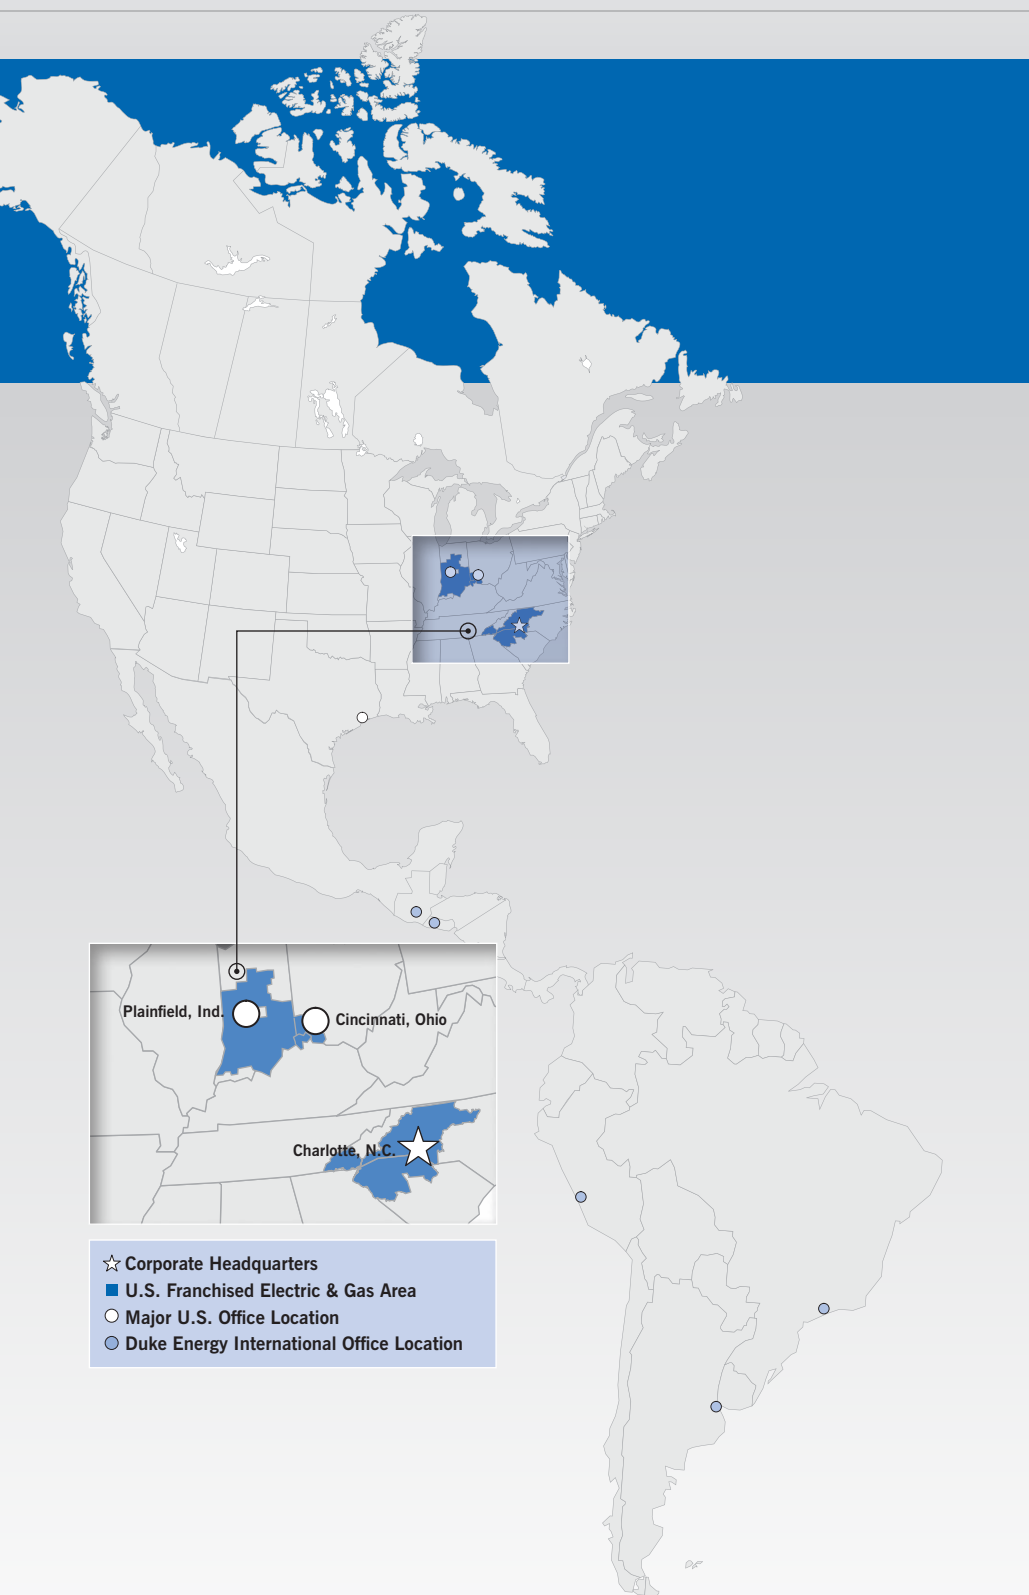 Plainfield, Ind.
Cincinnati, Ohio
Charlotte, N.C.
Corporate Headquarters
U.S. Franchised Electric & Gas Area
Major U.S. Office Location
Duke Energy International Office Location